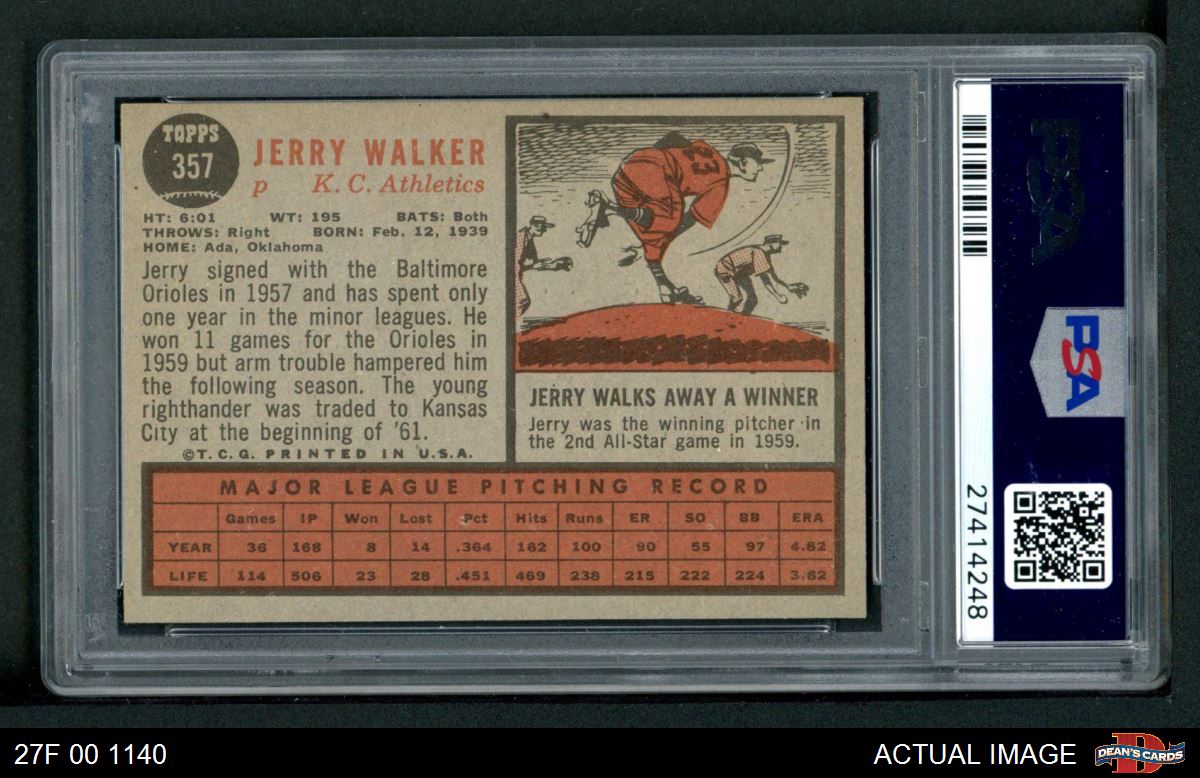 TOPPS
357
JERRY WALKER
p K. C. Athletics
HT: 6:01 WT: 195 BATS: Both
THROWS: Right BORN: Feb. 12, 1939
HOME: Ada, Oklahoma
Jerry signed with the Baltimore
Orioles in 1957 and has spent only
one year in the minor leagues. He
won 11 games for the Orioles in
1959 but arm trouble hampered him
the following season. The young
righthander was traded to Kansas
City at the beginning of '61.
©T. C. G. PRINTED IN U.S.A.
23
JERRY WALKS AWAY A WINNER
Jerry was the winning pitcher in
the 2nd All-Star game in 1959.
MAJOR LEAGUE PITCHING RECORD
Games IP Won Lost Pct Hits Runs ER SO BB ERA
YEAR 36 168 8 14 .364 162 100 90 55 97 4.82
LIFE 114 506 23 28 .451 469 238 215 222 224 3.82
PSA
PSA
27414248
27F 00 1140
ACTUAL IMAGE
DEAN'S CARDS